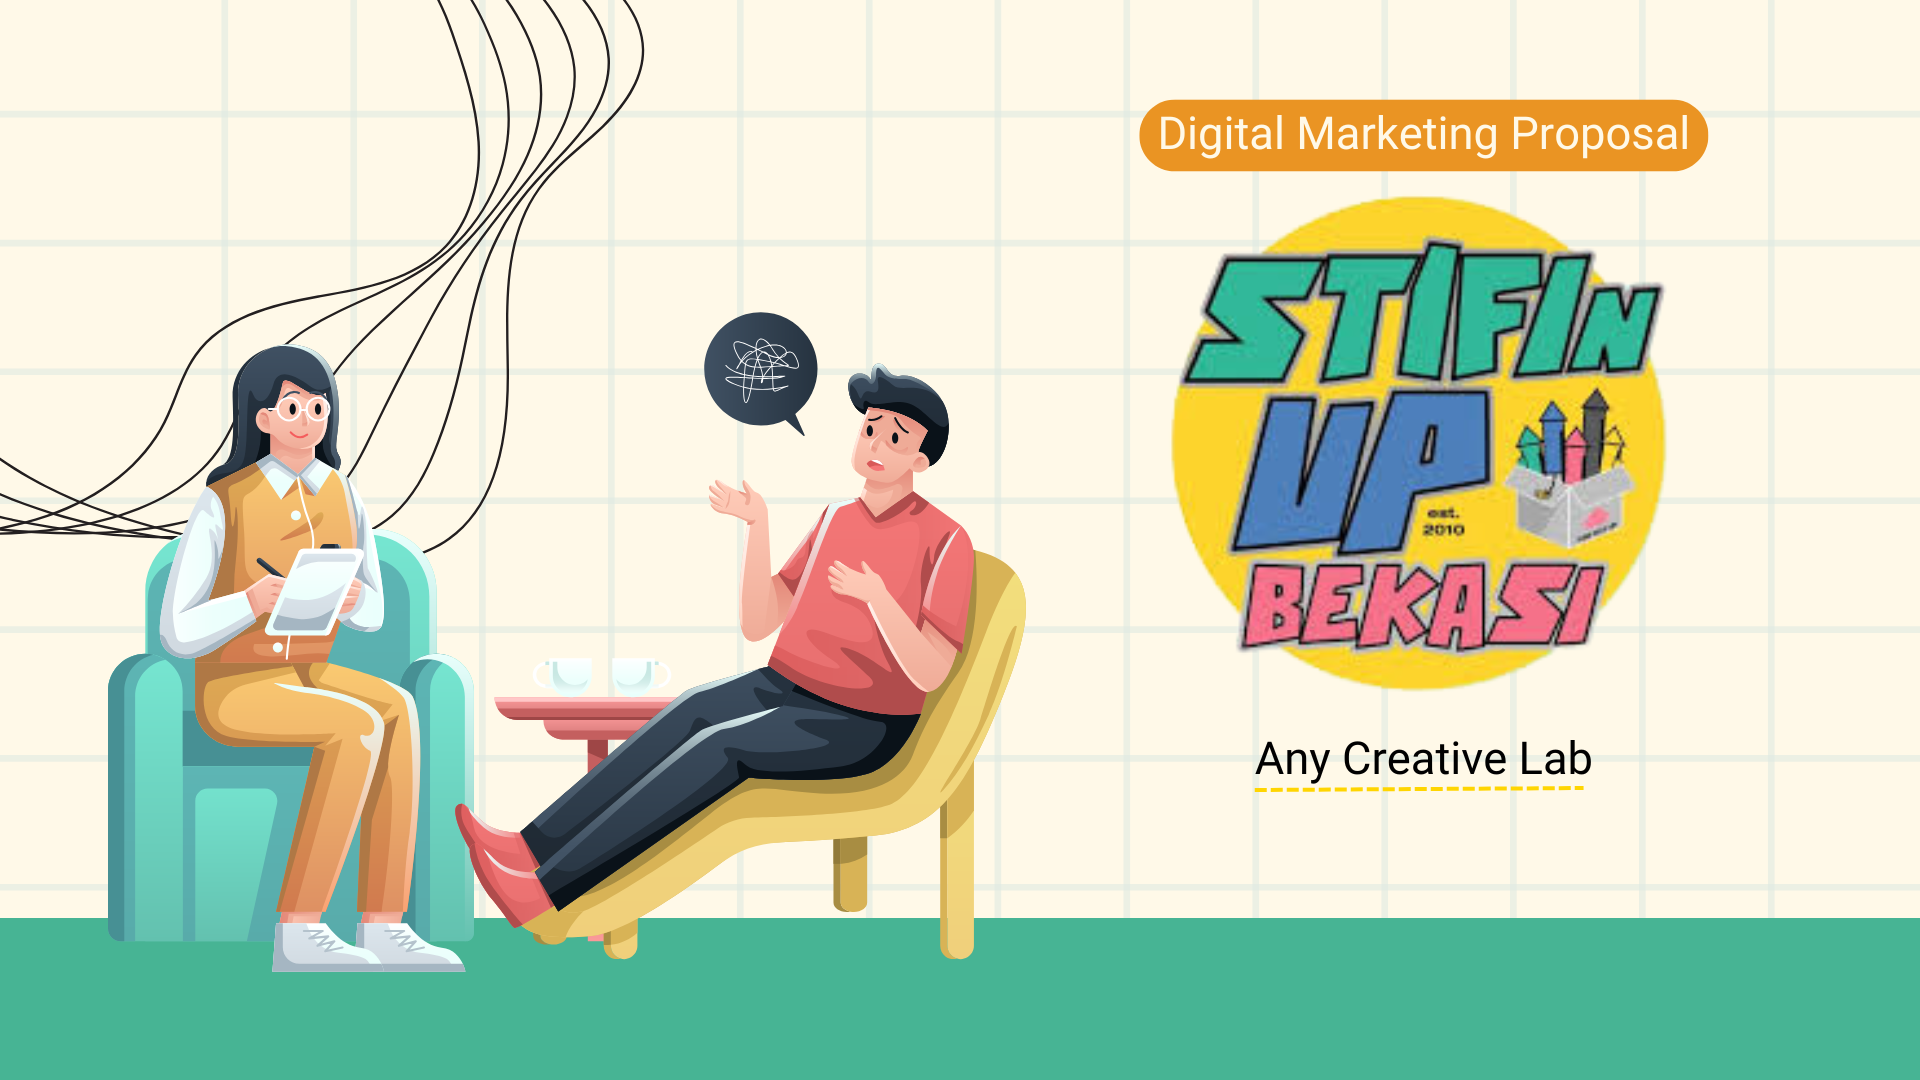 Digital Marketing Proposal
STIFIN
UP
est.
2010
BEKASI
Any Creative Lab